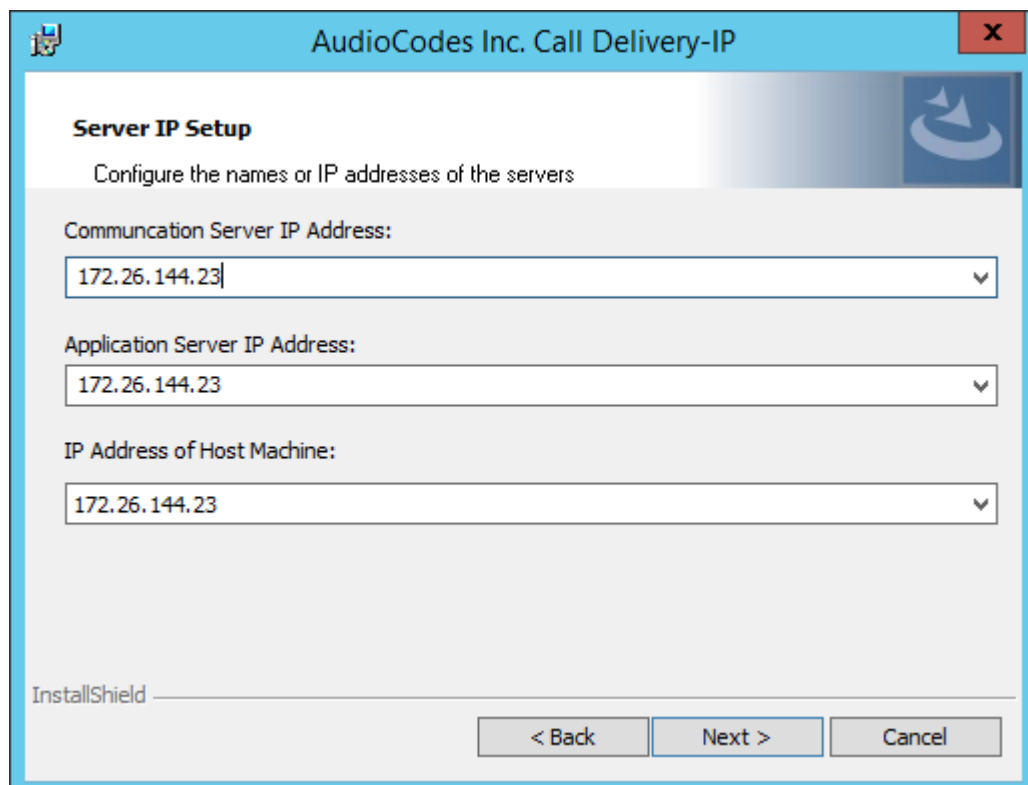 AudioCodes Inc. Call Delivery-IP
x
Server IP Setup
Configure the names or IP addresses of the servers
Communcation Server IP Address:
172.26.144.23
Application Server IP Address:
172.26.144.23
IP Address of Host Machine:
172.26.144.23
InstallShield
< Back Next > Cancel